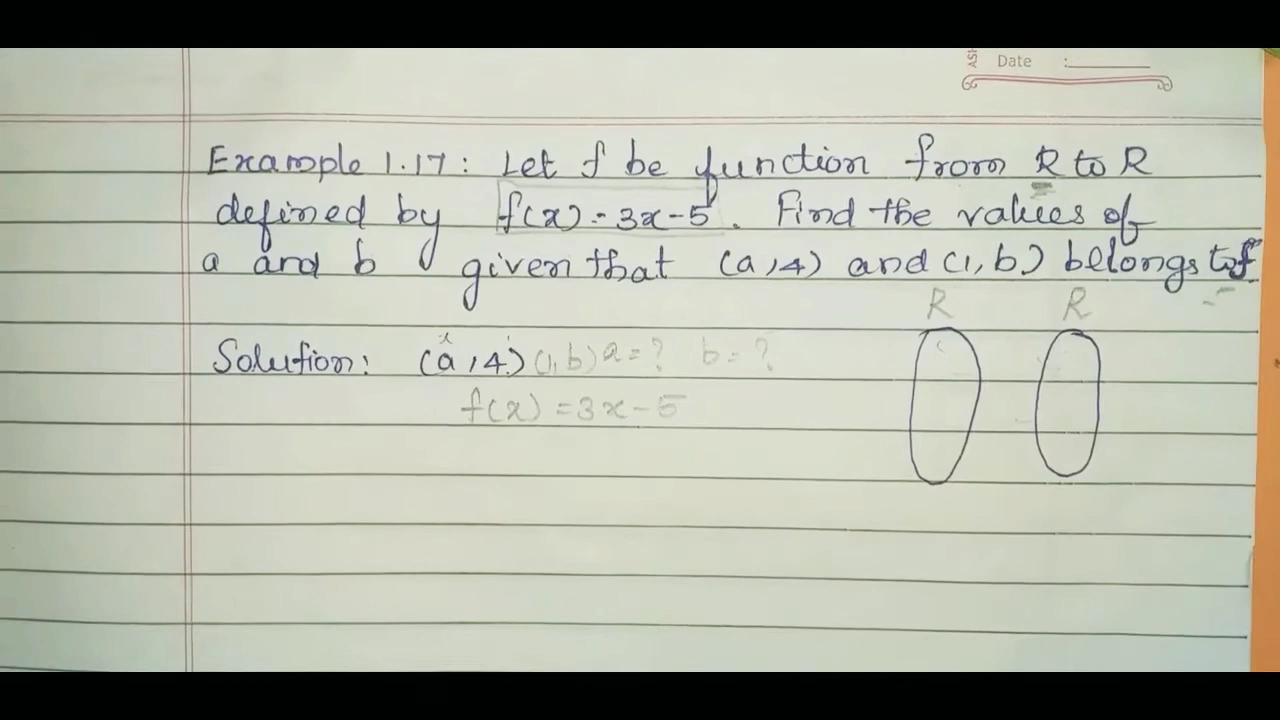 Date :
Example 1.17: Let f be function from R to R
defined by f(x) = 3x-5. Find the values of
a and b given that (a,4) and (1,b) belongs to f.
R R
Solution: (a,4) (1,b) a=? b=?
f(x) = 3x-5